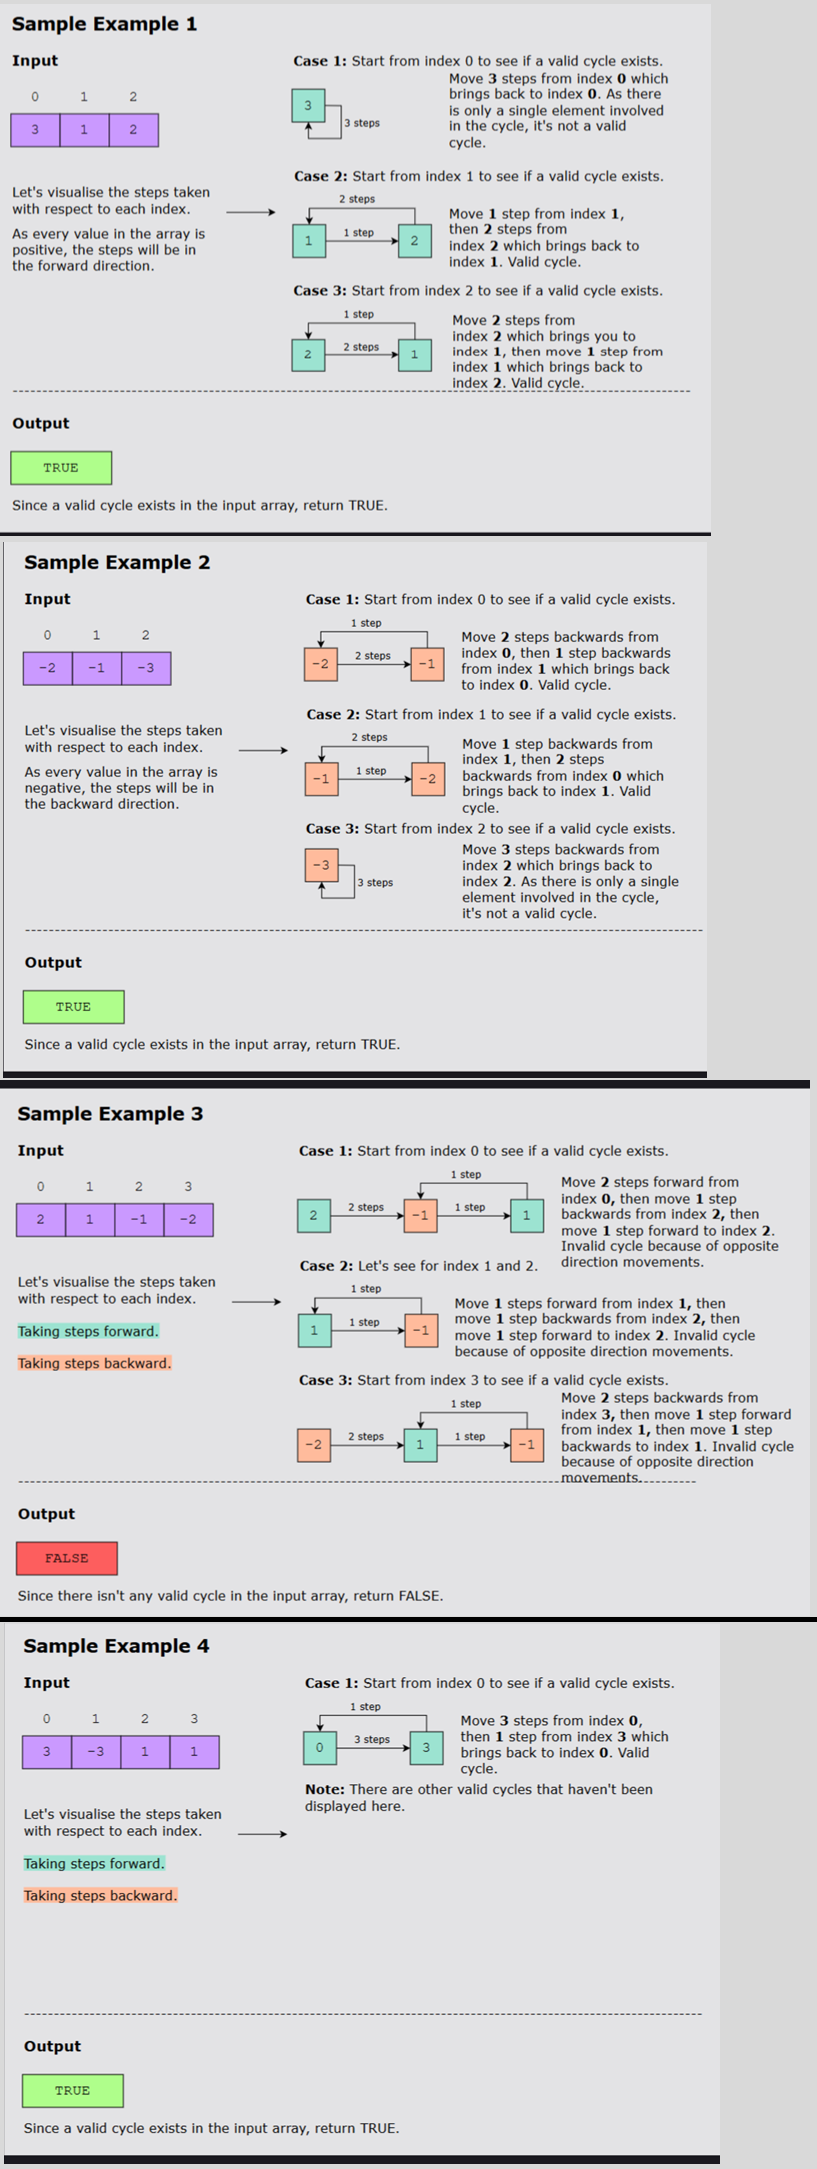 Sample Example 1
Input
0 1 2
3 1 2
Let's visualise the steps taken
with respect to each index.
As every value in the array is
positive, the steps will be in
the forward direction.
Case 1: Start from index 0 to see if a valid cycle exists.
3
3 steps
Move 3 steps from index 0 which
brings back to index 0. As there
is only a single element involved
in the cycle, it's not a valid
cycle.
Case 2: Start from index 1 to see if a valid cycle exists.
2 steps
1 1 step 2
Move 1 step from index 1,
then 2 steps from
index 2 which brings back to
index 1. Valid cycle.
Case 3: Start from index 2 to see if a valid cycle exists.
1 step
2 2 steps 1
Move 2 steps from
index 2 which brings you to
index 1, then move 1 step from
index 1 which brings back to
index 2. Valid cycle.
Output
TRUE
Since a valid cycle exists in the input array, return TRUE.
Sample Example 2
Input
0 1 2
-2 -1 -3
Let's visualise the steps taken
with respect to each index.
As every value in the array is
negative, the steps will be in
the backward direction.
Case 1: Start from index 0 to see if a valid cycle exists.
1 step
-2 2 steps -1
Move 2 steps backwards from
index 0, then 1 step backwards
from index 1 which brings back
to index 0. Valid cycle.
Case 2: Start from index 1 to see if a valid cycle exists.
2 steps
-1 1 step -2
Move 1 step backwards from
index 1, then 2 steps
backwards from index 0 which
brings back to index 1. Valid
cycle.
Case 3: Start from index 2 to see if a valid cycle exists.
-3
3 steps
Move 3 steps backwards from
index 2 which brings back to
index 2. As there is only a single
element involved in the cycle,
it's not a valid cycle.
Output
TRUE
Since a valid cycle exists in the input array, return TRUE.
Sample Example 3
Input
0 1 2 3
2 1 -1 -2
Let's visualise the steps taken
with respect to each index.
Taking steps forward.
Taking steps backward.
Case 1: Start from index 0 to see if a valid cycle exists.
1 step
2 2 steps -1 1 step 1
Move 2 steps forward from
index 0, then move 1 step
backwards from index 2, then
move 1 step forward to index 2.
Invalid cycle because of opposite
direction movements.
Case 2: Let's see for index 1 and 2.
1 step
1 1 step -1
Move 1 steps forward from index 1, then
move 1 step backwards from index 2, then
move 1 step forward to index 2. Invalid cycle
because of opposite direction movements.
Case 3: Start from index 3 to see if a valid cycle exists.
1 step
-2 2 steps 1 1 step -1
Move 2 steps backwards from
index 3, then move 1 step forward
from index 1, then move 1 step
backwards to index 1. Invalid cycle
because of opposite direction
movements.
Output
FALSE
Since there isn't any valid cycle in the input array, return FALSE.
Sample Example 4
Input
0 1 2 3
3 -3 1 1
Let's visualise the steps taken
with respect to each index.
Taking steps forward.
Taking steps backward.
Case 1: Start from index 0 to see if a valid cycle exists.
1 step
0 3 steps 3
Move 3 steps from index 0,
then 1 step from index 3 which
brings back to index 0. Valid
cycle.
Note: There are other valid cycles that haven't been
displayed here.
Output
TRUE
Since a valid cycle exists in the input array, return TRUE.